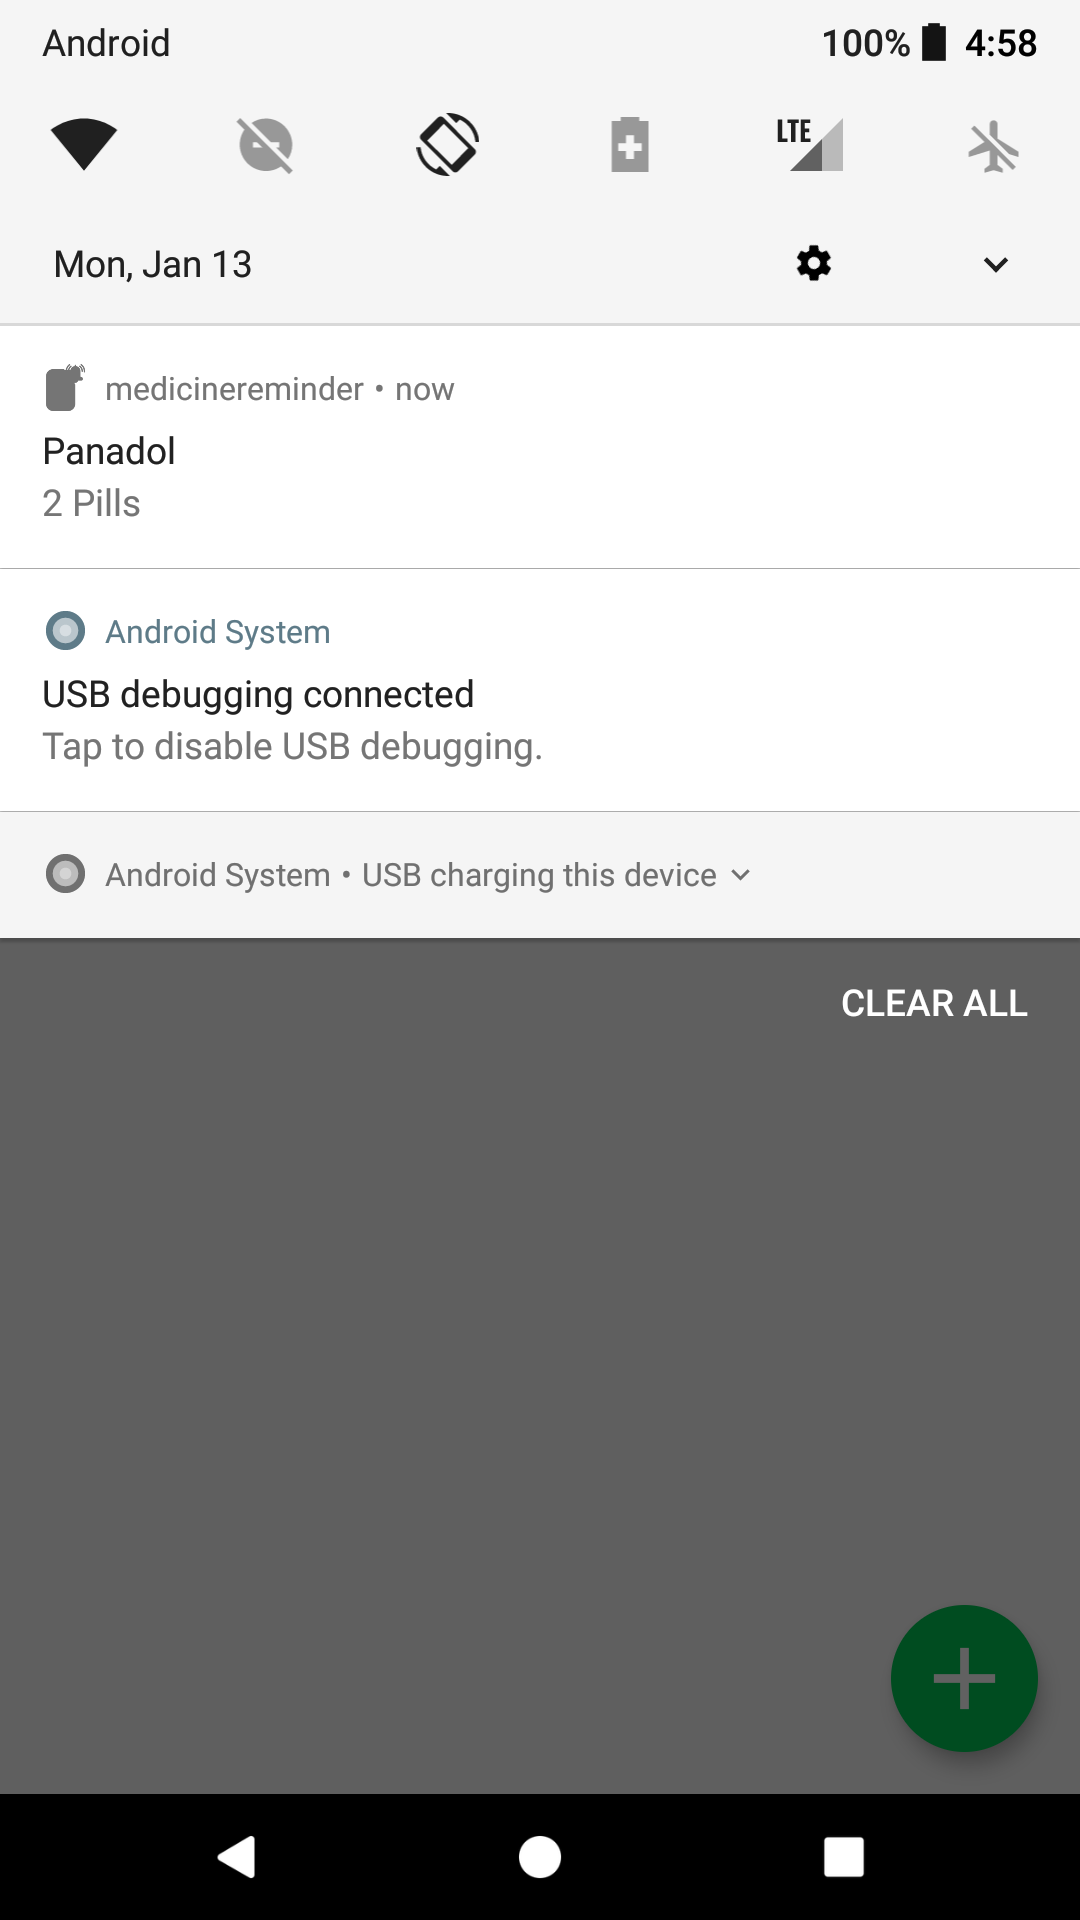 Android 100% 4:58
LTE
Mon, Jan 13
medicinereminder • now
Panadol
2 Pills
Android System
USB debugging connected
Tap to disable USB debugging.
Android System • USB charging this device
CLEAR ALL